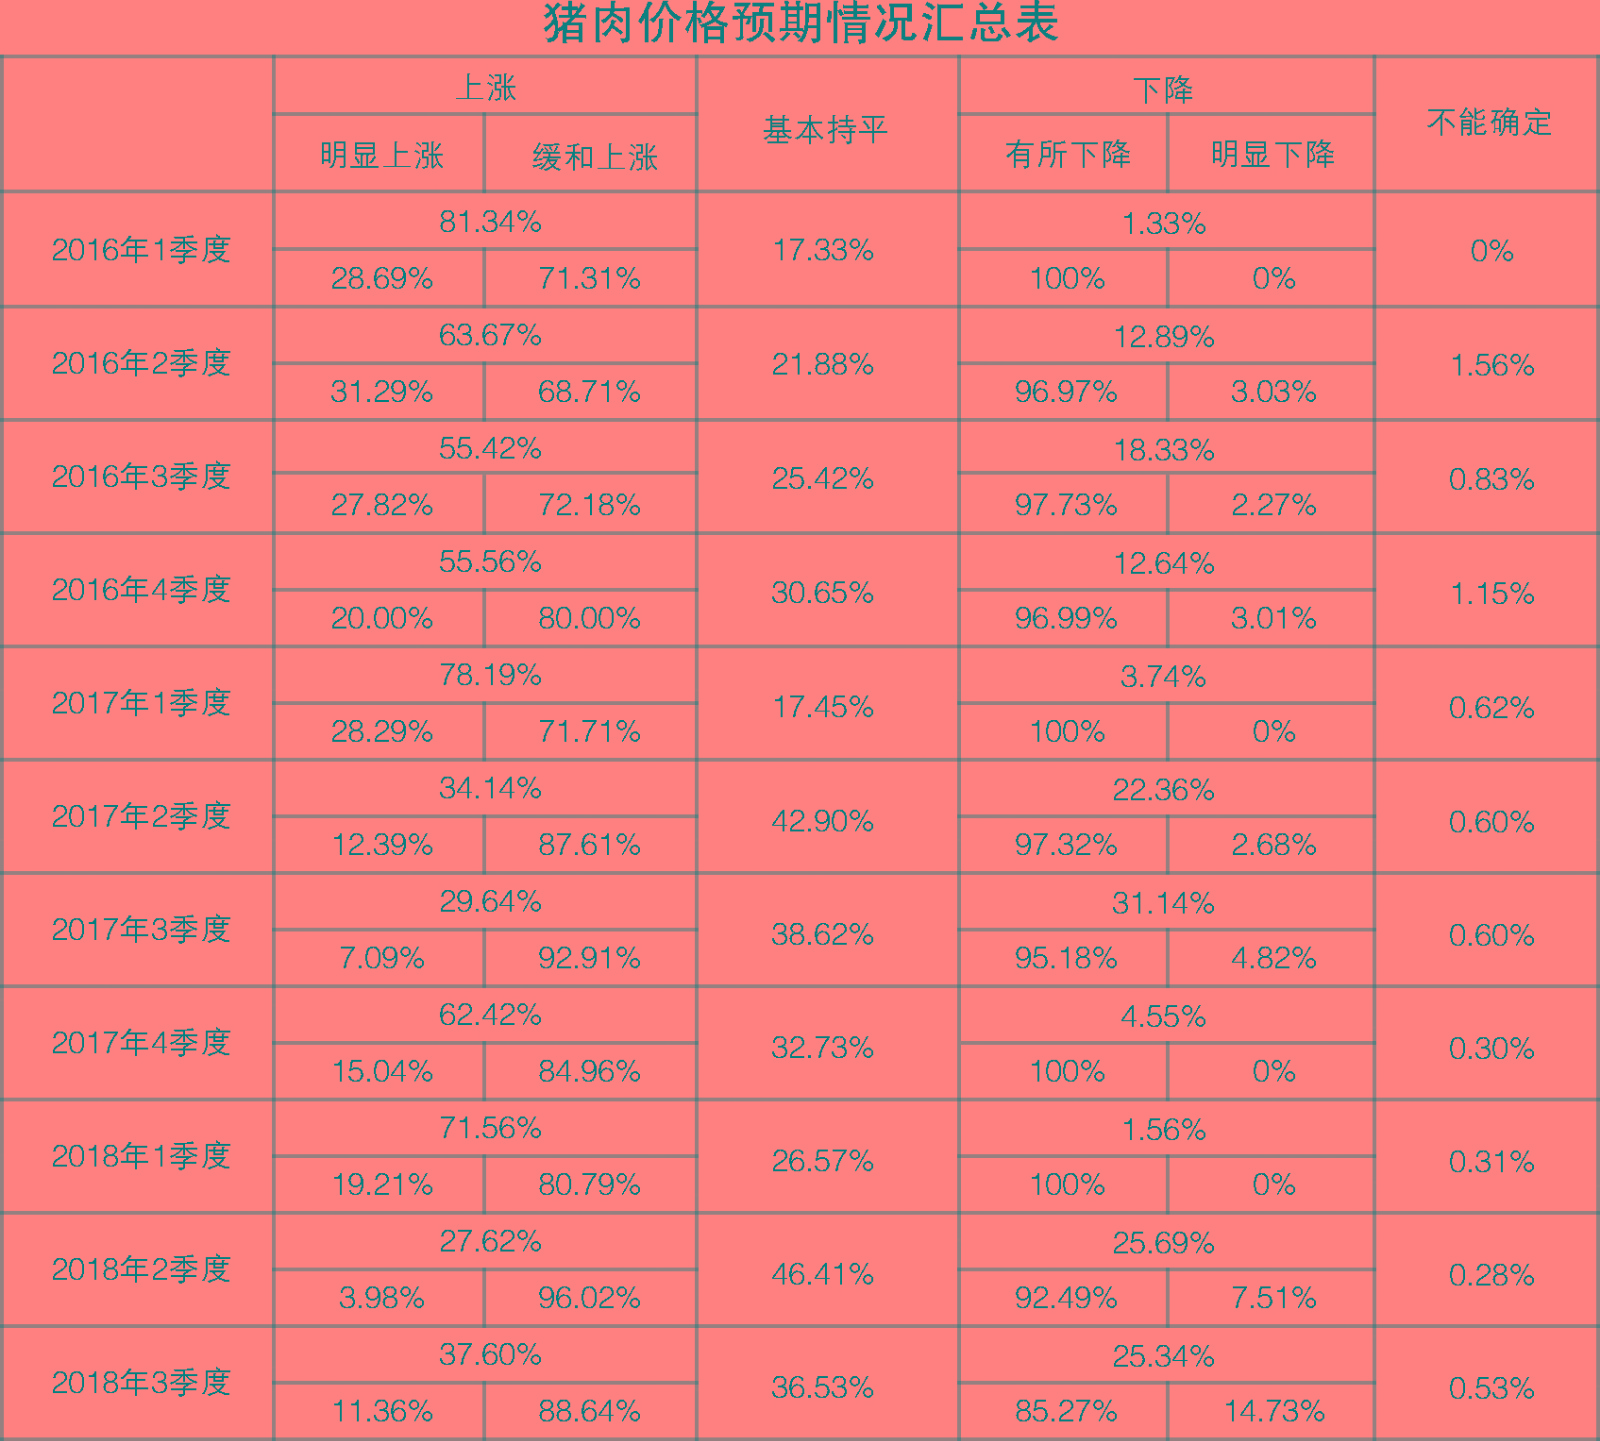 猪肉价格预期情况汇总表
上涨 基本持平 下降 不能确定
明显上涨 缓和上涨 有所下降 明显下降
2016年1季度 81.34% 17.33% 1.33% 0%
28.69% 71.31% 100% 0%
2016年2季度 63.67% 21.88% 12.89% 1.56%
31.29% 68.71% 96.97% 3.03%
2016年3季度 55.42% 25.42% 18.33% 0.83%
27.82% 72.18% 97.73% 2.27%
2016年4季度 55.56% 30.65% 12.64% 1.15%
20.00% 80.00% 96.99% 3.01%
2017年1季度 78.19% 17.45% 3.74% 0.62%
28.29% 71.71% 100% 0%
2017年2季度 34.14% 42.90% 22.36% 0.60%
12.39% 87.61% 97.32% 2.68%
2017年3季度 29.64% 38.62% 31.14% 0.60%
7.09% 92.91% 95.18% 4.82%
2017年4季度 62.42% 32.73% 4.55% 0.30%
15.04% 84.96% 100% 0%
2018年1季度 71.56% 26.57% 1.56% 0.31%
19.21% 80.79% 100% 0%
2018年2季度 27.62% 46.41% 25.69% 0.28%
3.98% 96.02% 92.49% 7.51%
2018年3季度 37.60% 36.53% 25.34% 0.53%
11.36% 88.64% 85.27% 14.73%